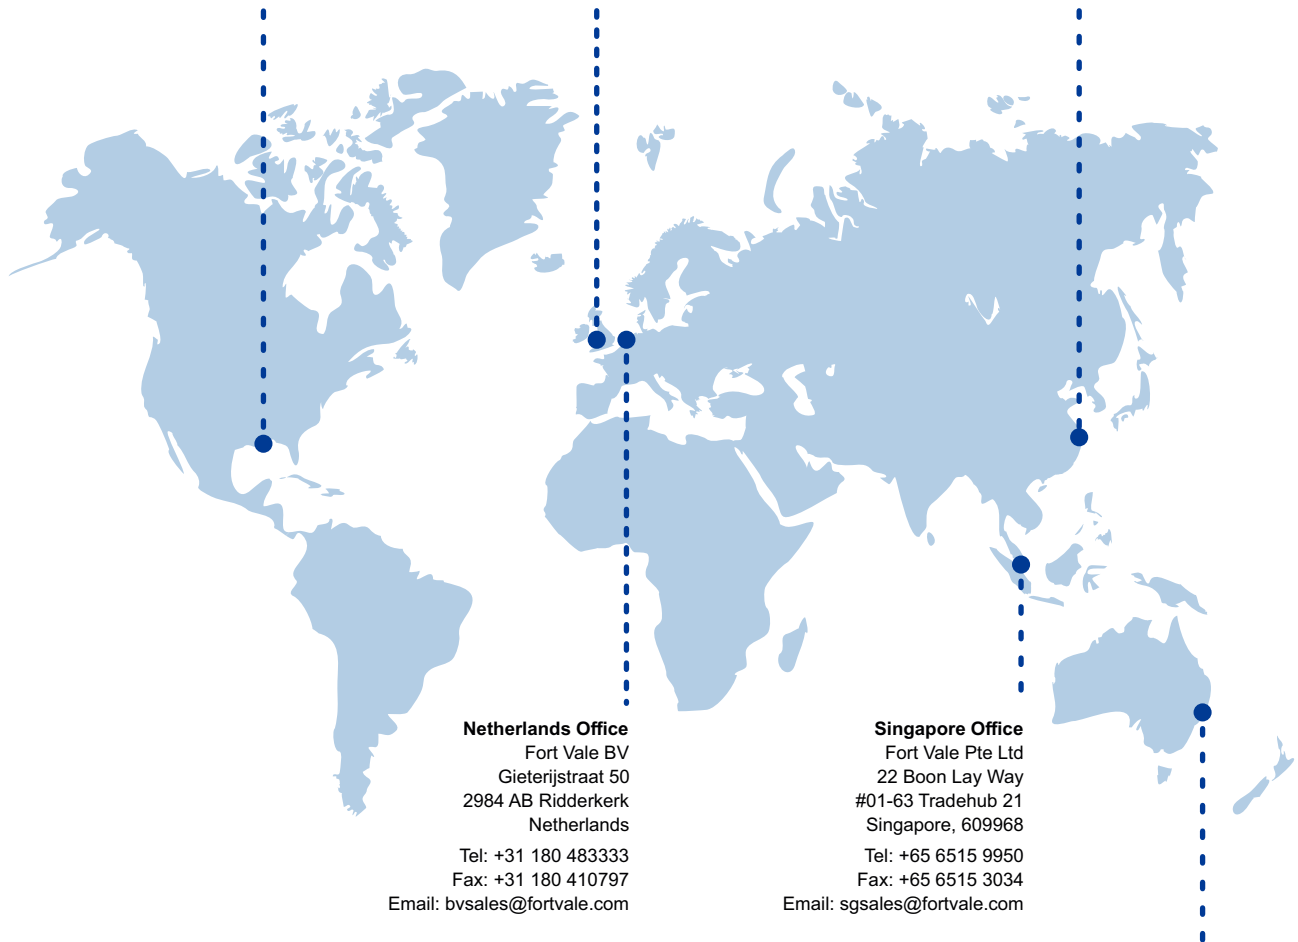 Netherlands Office
Fort Vale BV
Gieterijstraat 50
2984 AB Ridderkerk
Netherlands
Tel: +31 180 483333
Fax: +31 180 410797
Email: bvsales@fortvale.com
Singapore Office
Fort Vale Pte Ltd
22 Boon Lay Way
#01-63 Tradehub 21
Singapore, 609968
Tel: +65 6515 9950
Fax: +65 6515 3034
Email: sgsales@fortvale.com